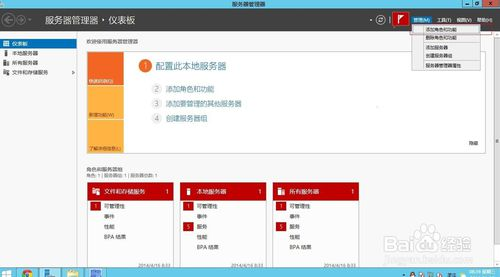 服务器管理器
服务器管理器 · 仪表板
管理(M) 工具(T) 视图(V) 帮助(H)
添加角色和功能
删除角色和功能
添加服务器
创建服务器组
服务器管理器属性
仪表板
本地服务器
所有服务器
文件和存储服务
欢迎使用服务器管理器
快速启动(Q)
新增功能(W)
了解详细信息(L)
1 配置此本地服务器
2 添加角色和功能
3 添加要管理的其他服务器
4 创建服务器组
隐藏
角色和服务器组
角色: 1 | 服务器组: 1 | 服务器总数: 1
文件和存储服务 1
1 可管理性
事件
性能
BPA 结果
2014/4/16 8:33
本地服务器 1
1 可管理性
事件
5 服务
性能
BPA 结果
2014/4/16 8:33
所有服务器 1
1 可管理性
事件
5 服务
性能
BPA 结果
2014/4/16 8:33
Baidu 经验
jingyan.baidu.com